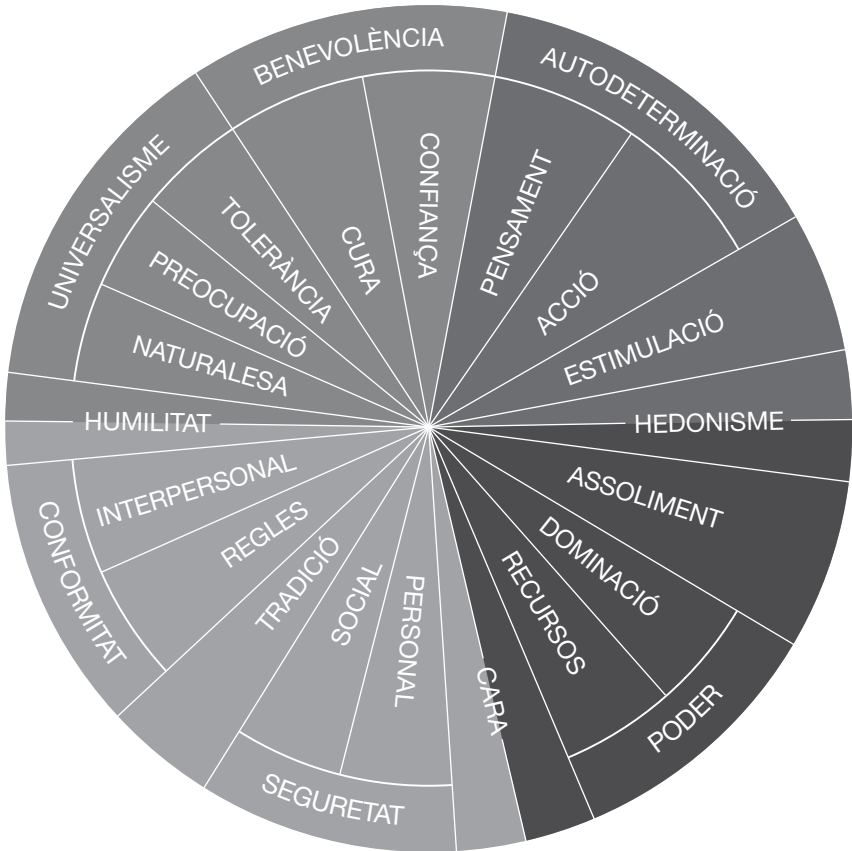 BENEVOLÈNCIA
AUTODETERMINACIÓ
UNIVERSALISME
CONFIANÇA
PENSAMENT
TOLERÀNCIA
CURA
PREOCUPACIÓ
ACCIÓ
NATURALESA
ESTIMULACIÓ
HUMILITAT
HEDONISME
INTERPERSONAL
ASSOLIMENT
CONFORMITAT
REGLES
DOMINACIÓ
TRADICIÓ
RECURSOS
SOCIAL
PERSONAL
CARA
PODER
SEGURETAT